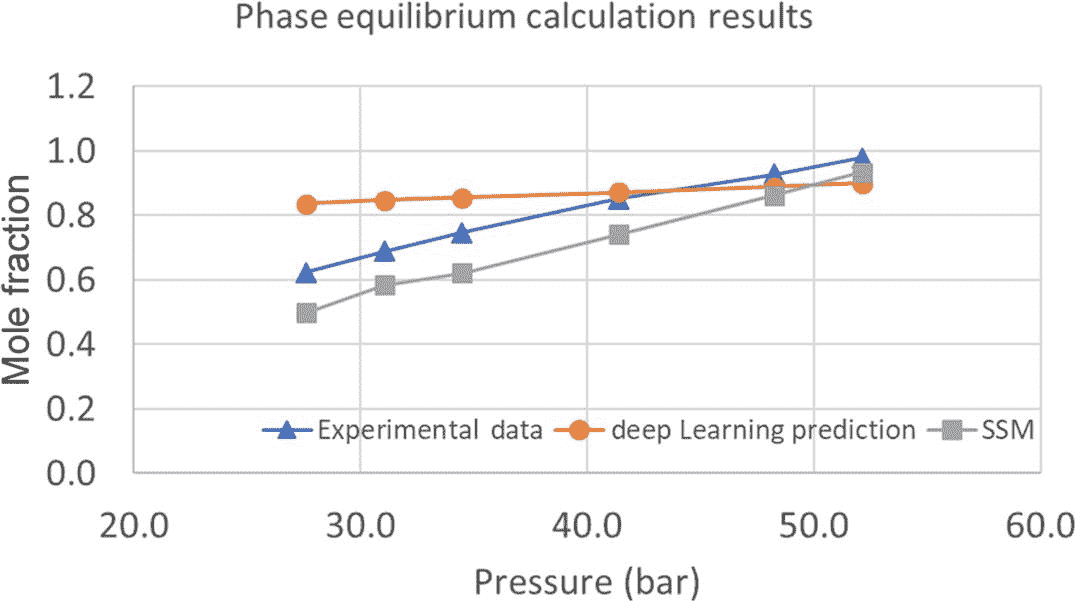 Phase equilibrium calculation results
1.2
1.0
0.8
0.6
0.4
0.2
0.0
Mole fraction
Experimental data deep Learning prediction SSM
20.0 30.0 40.0 50.0 60.0
Pressure (bar)